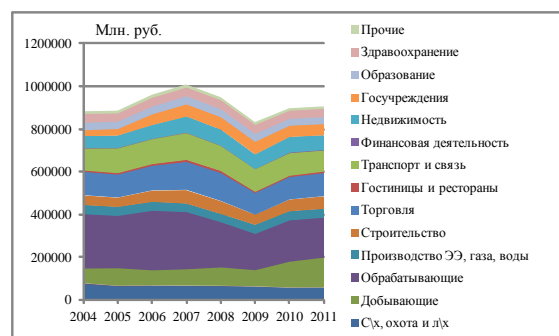 Млн. руб.
1200000
1000000
800000
600000
400000
200000
0
2004 2005 2006 2007 2008 2009 2010 2011
Прочие
Здравоохранение
Образование
Госучреждения
Недвижимость
Финансовая деятельность
Транспорт и связь
Гостиницы и рестораны
Торговля
Строительство
Производство ЭЭ, газа, воды
Обрабатывающие
Добывающие
С\х, охота и л\х